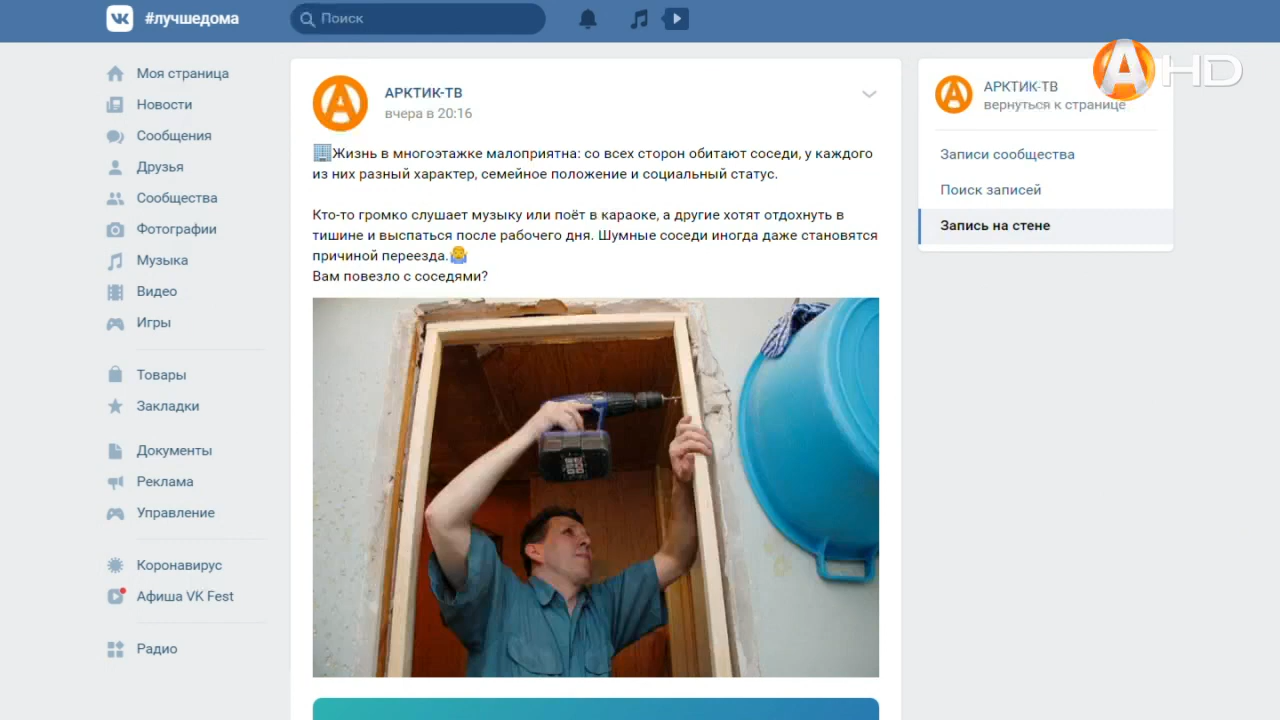 #лучшедома
Поиск
Моя страница
Новости
Сообщения
Друзья
Сообщества
Фотографии
Музыка
Видео
Игры
Товары
Закладки
Документы
Реклама
Управление
Коронавирус
Афиша VK Fest
Радио
АРКТИК-ТВ
вчера в 20:16
Жизнь в многоэтажке малоприятна: со всех сторон обитают соседи, у каждого
из них разный характер, семейное положение и социальный статус.
Кто-то громко слушает музыку или поёт в караоке, а другие хотят отдохнуть в
тишине и выспаться после рабочего дня. Шумные соседи иногда даже становятся
причиной переезда.
Вам повезло с соседями?
АРКТИК-ТВ
вернуться к странице
Записи сообщества
Поиск записей
Запись на стене
А HD